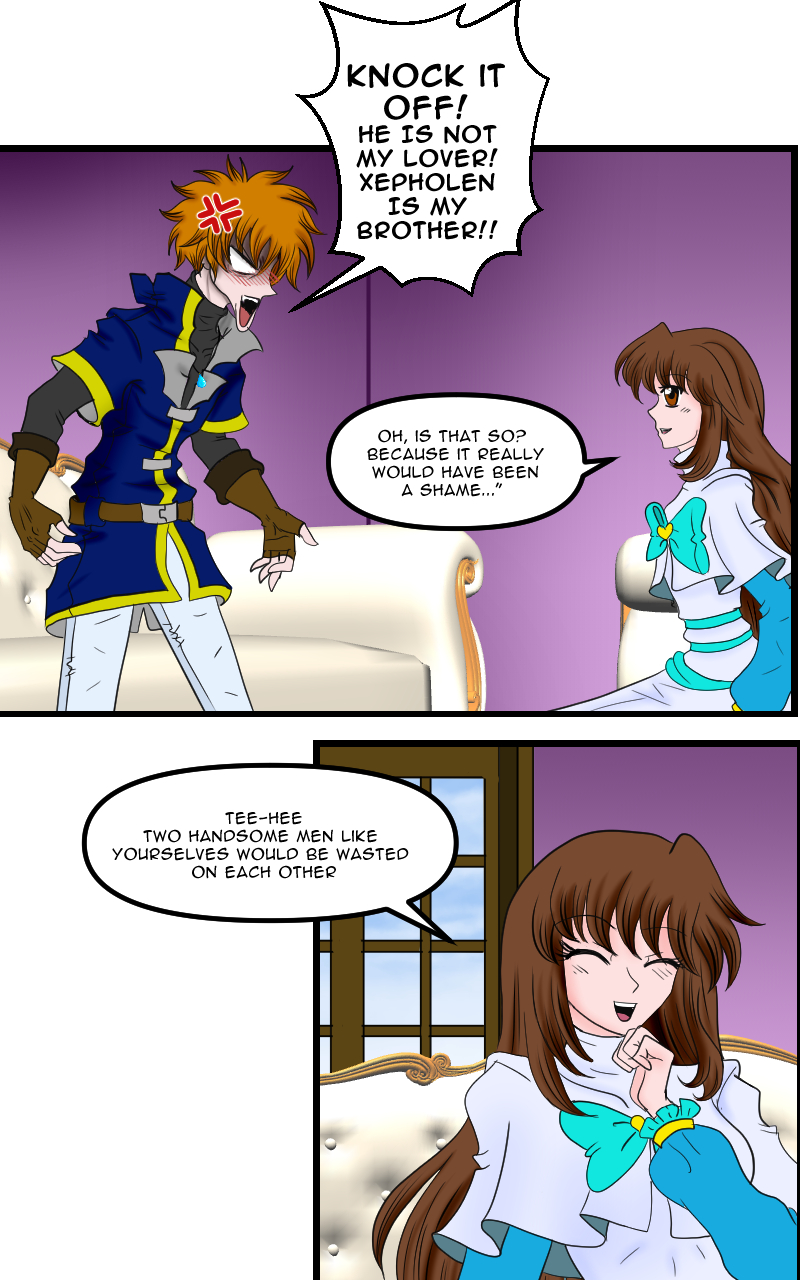 KNOCK IT
OFF!
HE IS NOT
MY LOVER!
XEPHOLEN
IS MY
BROTHER!!
OH, IS THAT SO?
BECAUSE IT REALLY
WOULD HAVE BEEN
A SHAME..."
TEE-HEE
TWO HANDSOME MEN LIKE
YOURSELVES WOULD BE WASTED
ON EACH OTHER